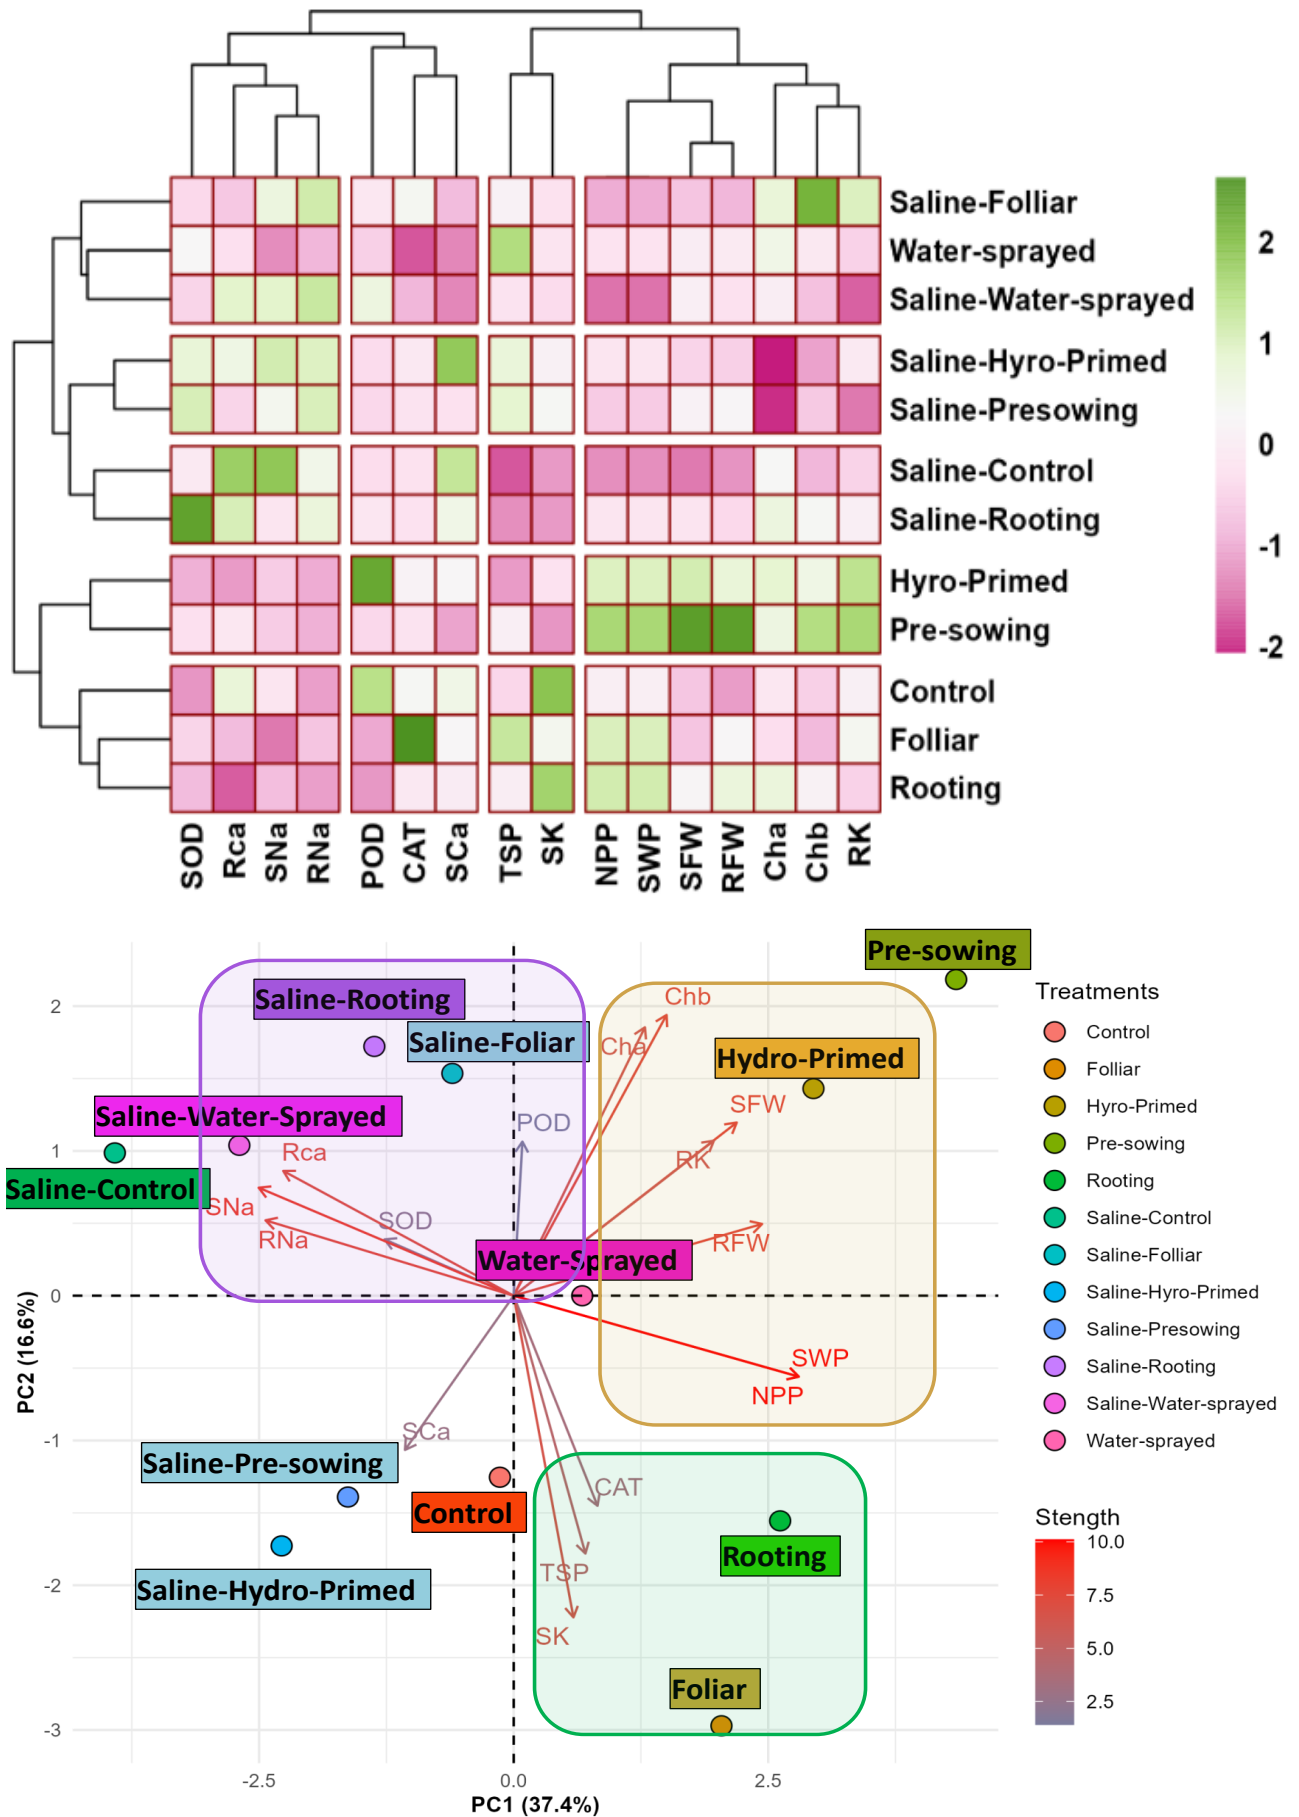 Saline-Folliar
Water-sprayed
Saline-Water-sprayed
Saline-Hyro-Primed
Saline-Presowing
Saline-Control
Saline-Rooting
Hyro-Primed
Pre-sowing
Control
Folliar
Rooting
2
1
0
-1
-2
SOD
Rca
SNa
RNa
POD
CAT
SCa
TSP
SK
NPP
SWP
SFW
RFW
Cha
Chb
RK
PC2 (16.6%)
2
1
0
-1
-2
-3
Pre-sowing
Saline-Rooting
Chb
Saline-Foliar
Cha
Hydro-Primed
SFW
Saline-Water-Sprayed
POD
Rca
RK
Saline-Control
SNa
SOD
RNa
RFW
Water-Sprayed
SWP
NPP
SCa
Saline-Pre-sowing
CAT
Control
Rooting
TSP
Saline-Hydro-Primed
SK
Foliar
-2.5
0.0
2.5
PC1 (37.4%)
Treatments
Control
Folliar
Hyro-Primed
Pre-sowing
Rooting
Saline-Control
Saline-Folliar
Saline-Hyro-Primed
Saline-Presowing
Saline-Rooting
Saline-Water-sprayed
Water-sprayed
Stength
10.0
7.5
5.0
2.5